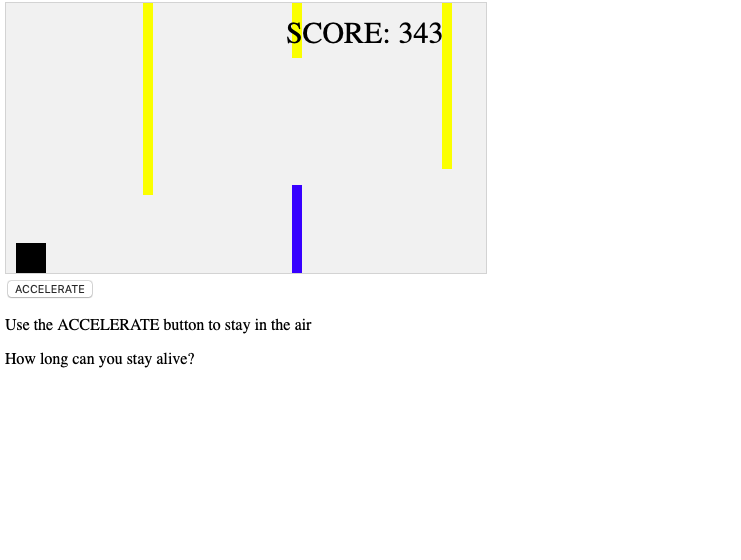 SCORE: 343
ACCELERATE
Use the ACCELERATE button to stay in the air
How long can you stay alive?